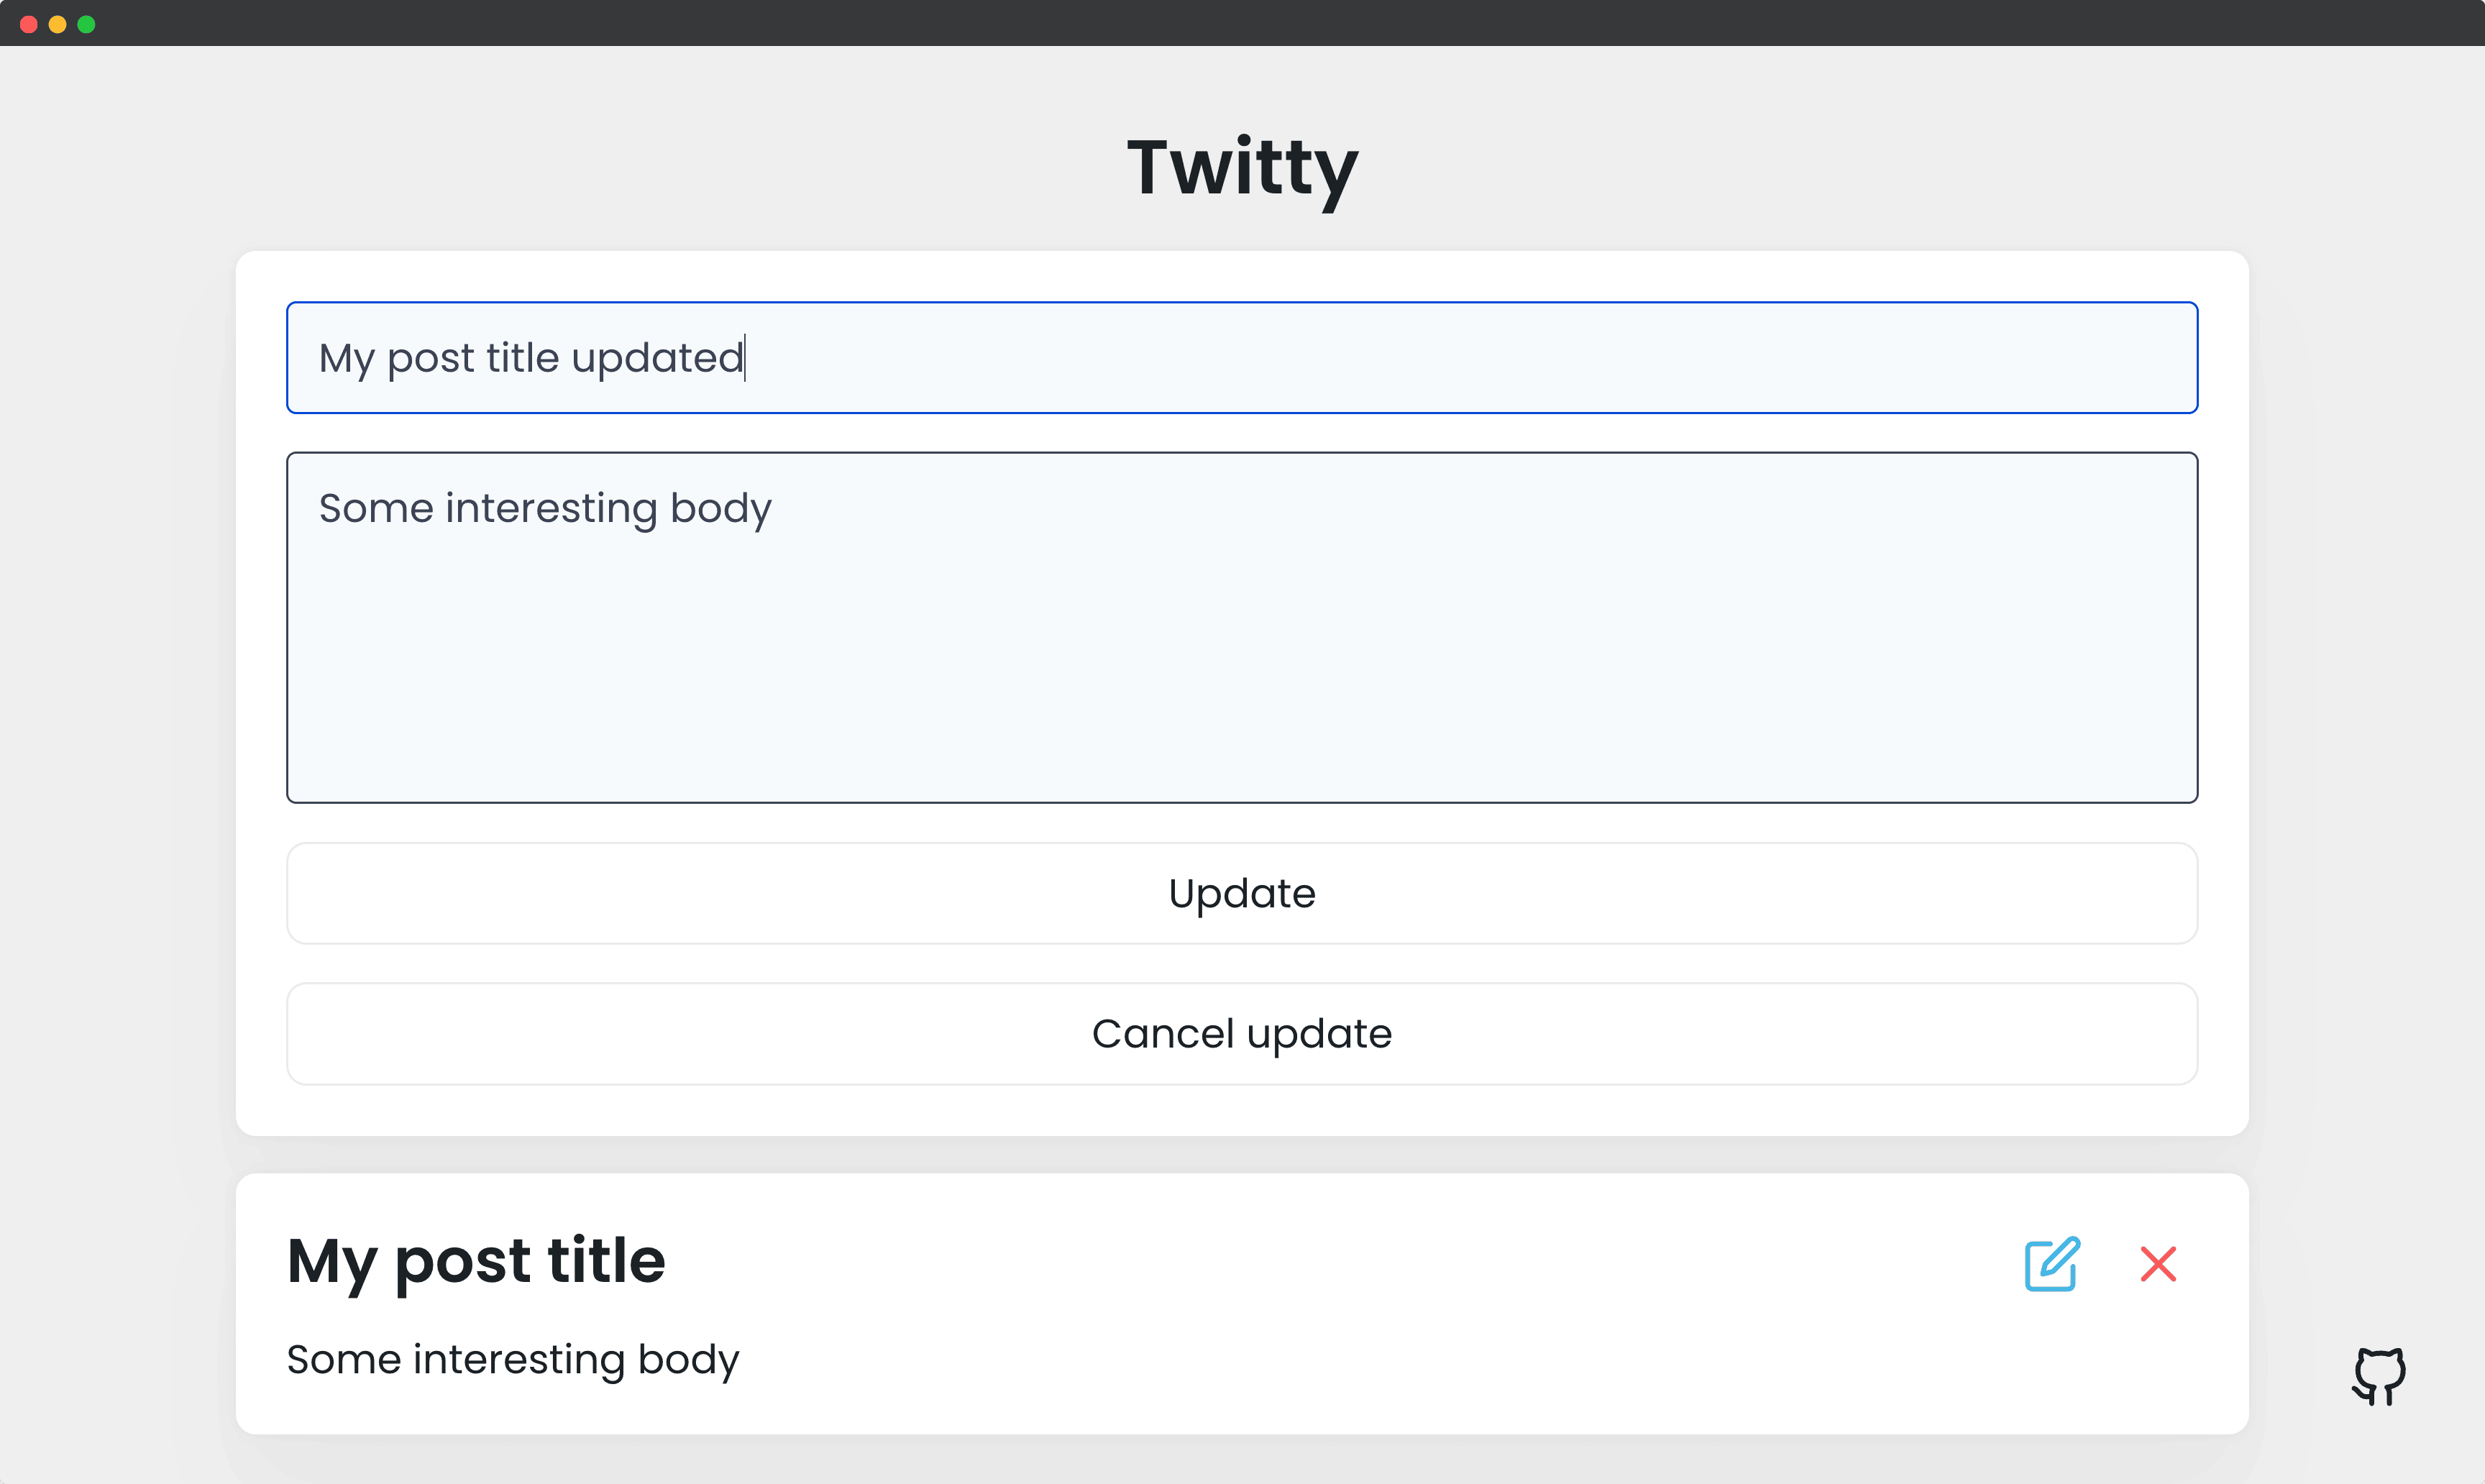 Twitty
My post title updated
Some interesting body
Update
Cancel update
My post title
Some interesting body